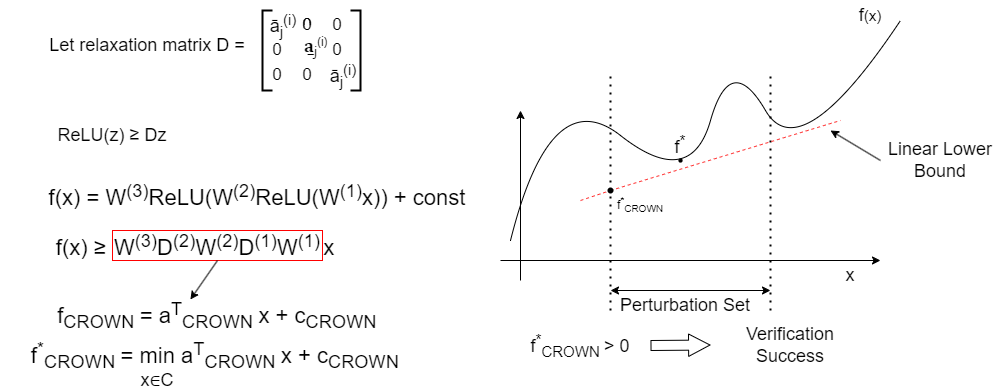 Let relaxation matrix D =
ā_j^(i) 0 0
0 a̲_j^(i) 0
0 0 ā_j^(i)
ReLU(z) ≥ Dz
f(x) = W^(3)ReLU(W^(2)ReLU(W^(1)x)) + const
f(x) ≥ W^(3)D^(2)W^(2)D^(1)W^(1) x
f_CROWN = a^T_CROWN x + c_CROWN
f^*_CROWN = min a^T_CROWN x + c_CROWN
x∈C
f(x)
f^*
Linear Lower
Bound
f^*_CROWN
x
Perturbation Set
f^*_CROWN > 0
Verification
Success